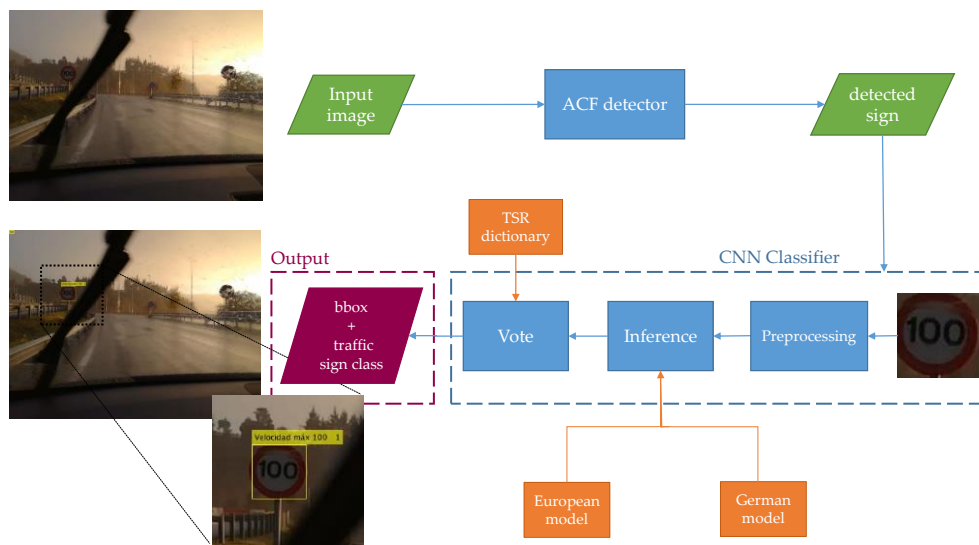 100
Input
image
ACF detector
detected
sign
TSR
dictionary
Output
CNN Classifier
bbox
+
traffic
sign class
Vote
Inference
Preprocessing
100
Velocidad máx 100 1
100
European
model
German
model